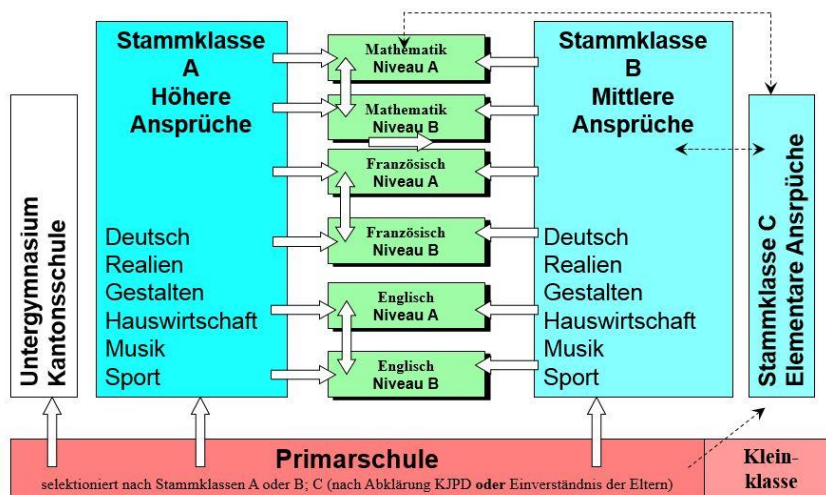 Untergymnasium
Kantonsschule
Stammklasse
A
Höhere
Ansprüche
Deutsch
Realien
Gestalten
Hauswirtschaft
Musik
Sport
Mathematik
Niveau A
Mathematik
Niveau B
Französisch
Niveau A
Französisch
Niveau B
Englisch
Niveau A
Englisch
Niveau B
Stammklasse
B
Mittlere
Ansprüche
Deutsch
Realien
Gestalten
Hauswirtschaft
Musik
Sport
Stammklasse C
Elementare Ansrpüche
Primarschule
selektioniert nach Stammklassen A oder B; C (nach Abklärung KJPD oder Einverständnis der Eltern)
Klein-
klasse